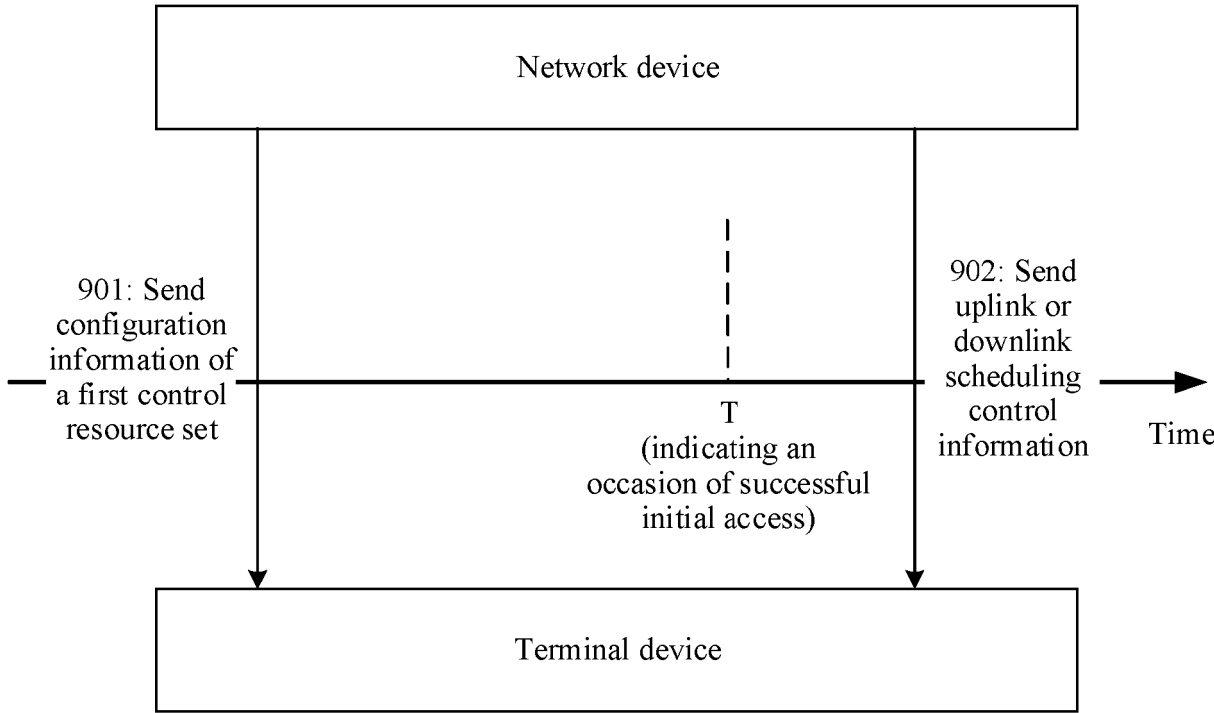 Network device
901: Send
configuration
information of
a first control
resource set
T
(indicating an
occasion of successful
initial access)
902: Send
uplink or
downlink
scheduling
control
information
Time
Terminal device